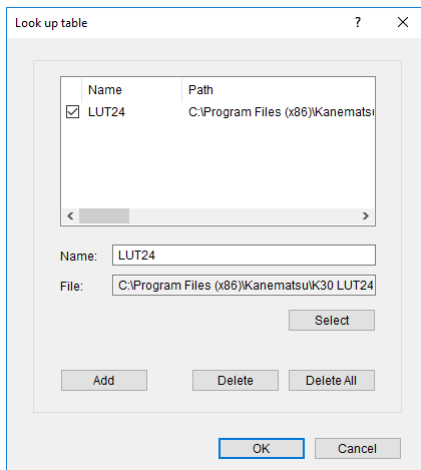 Look up table ? ×
Name Path
LUT24 C:\Program Files (x86)\Kanemats
Name: LUT24
File: C:\Program Files (x86)\Kanematsu\K30 LUT24
Select
Add Delete Delete All
OK Cancel